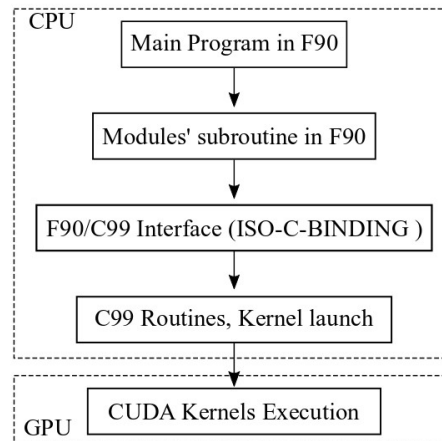 CPU
Main Program in F90
Modules' subroutine in F90
F90/C99 Interface (ISO-C-BINDING )
C99 Routines, Kernel launch
CUDA Kernels Execution
GPU